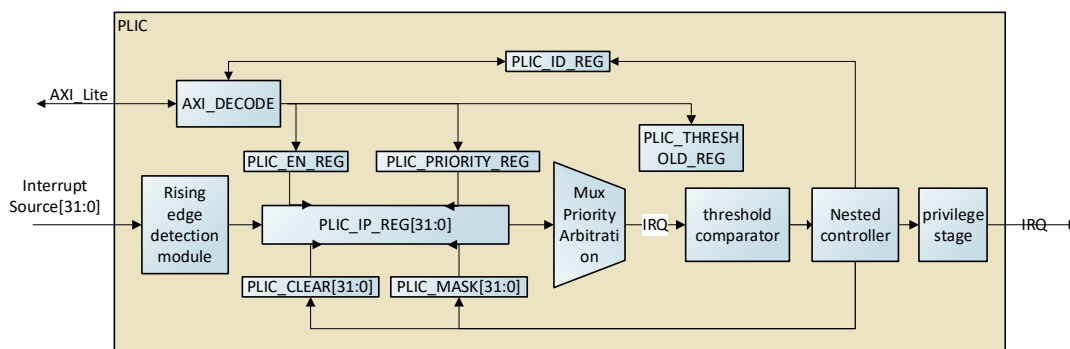 PLIC
PLIC_ID_REG
AXI_Lite
AXI_DECODE
PLIC_THRESH
OLD_REG
PLIC_EN_REG
PLIC_PRIORITY_REG
Interrupt
Source[31:0]
Rising
edge
detection
module
PLIC_IP_REG[31:0]
Mux
Priority
Arbitrati
on
IRQ
threshold
comparator
Nested
controller
privilege
stage
IRQ
PLIC_CLEAR[31:0]
PLIC_MASK[31:0]